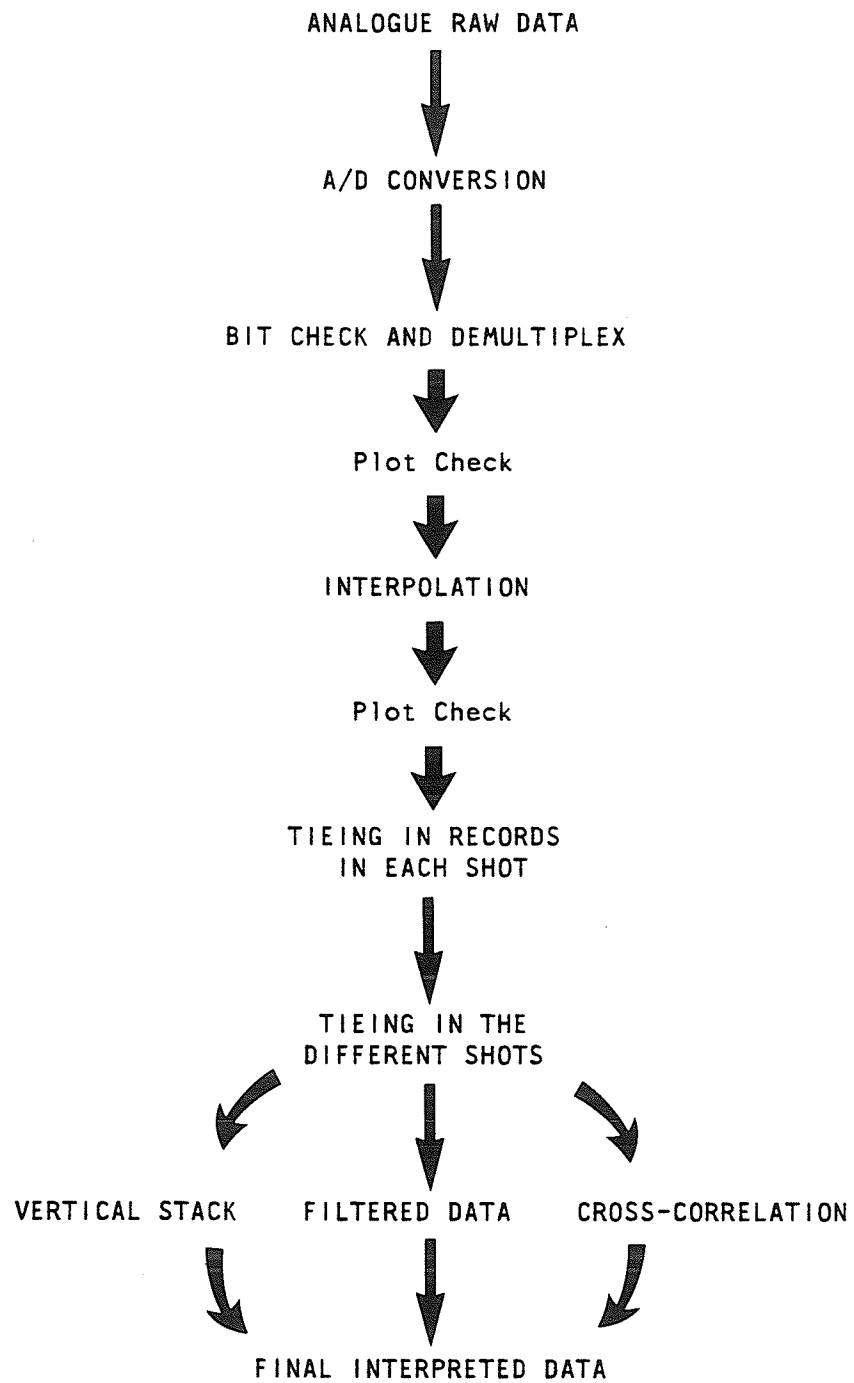 ANALOGUE RAW DATA
A/D CONVERSION
BIT CHECK AND DEMULTIPLEX
Plot Check
INTERPOLATION
Plot Check
TIEING IN RECORDS
IN EACH SHOT
TIEING IN THE
DIFFERENT SHOTS
VERTICAL STACK
FILTERED DATA
CROSS-CORRELATION
FINAL INTERPRETED DATA